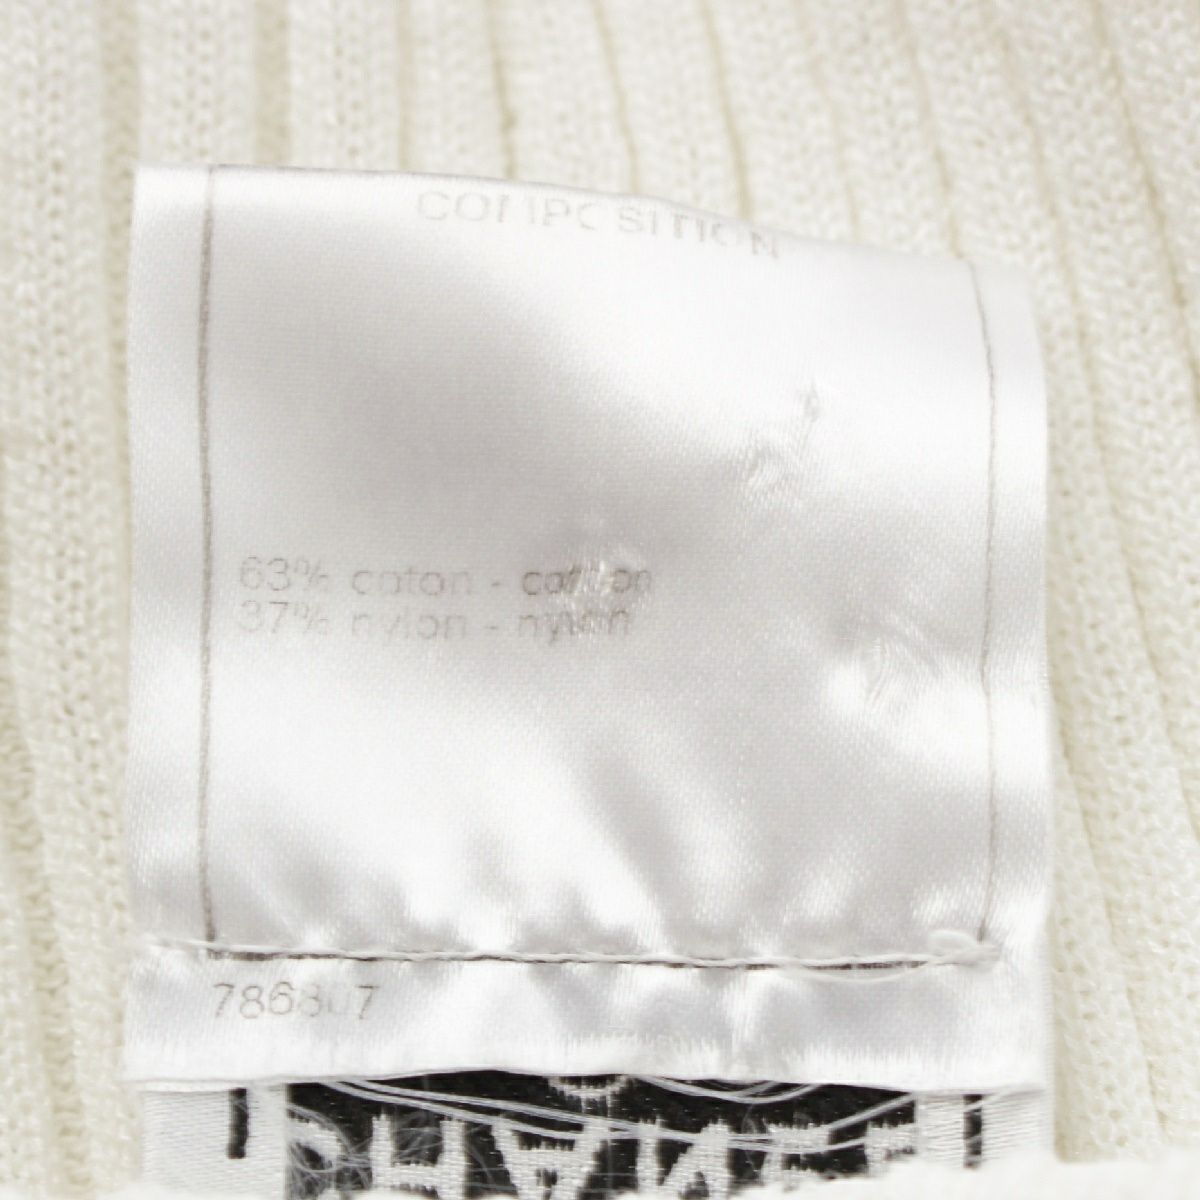 COMPOSITION
63% coton - cotton
37% nylon - nylon
786807